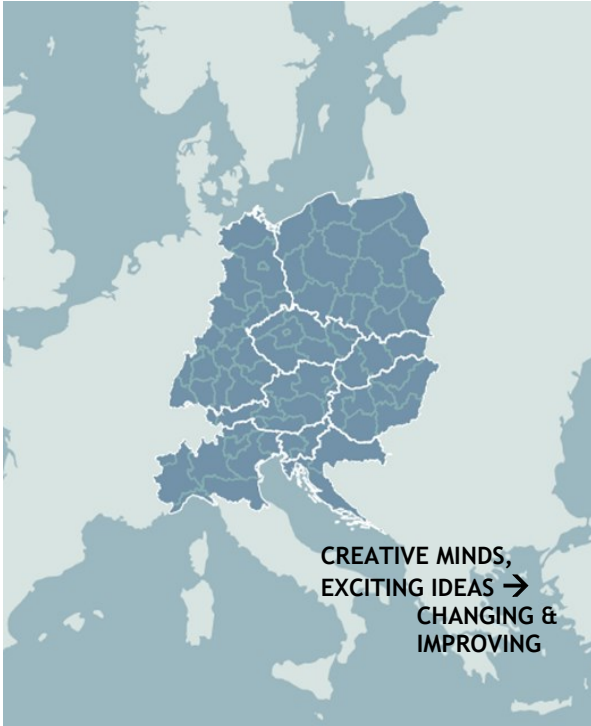 CREATIVE MINDS,
EXCITING IDEAS →
CHANGING &
IMPROVING